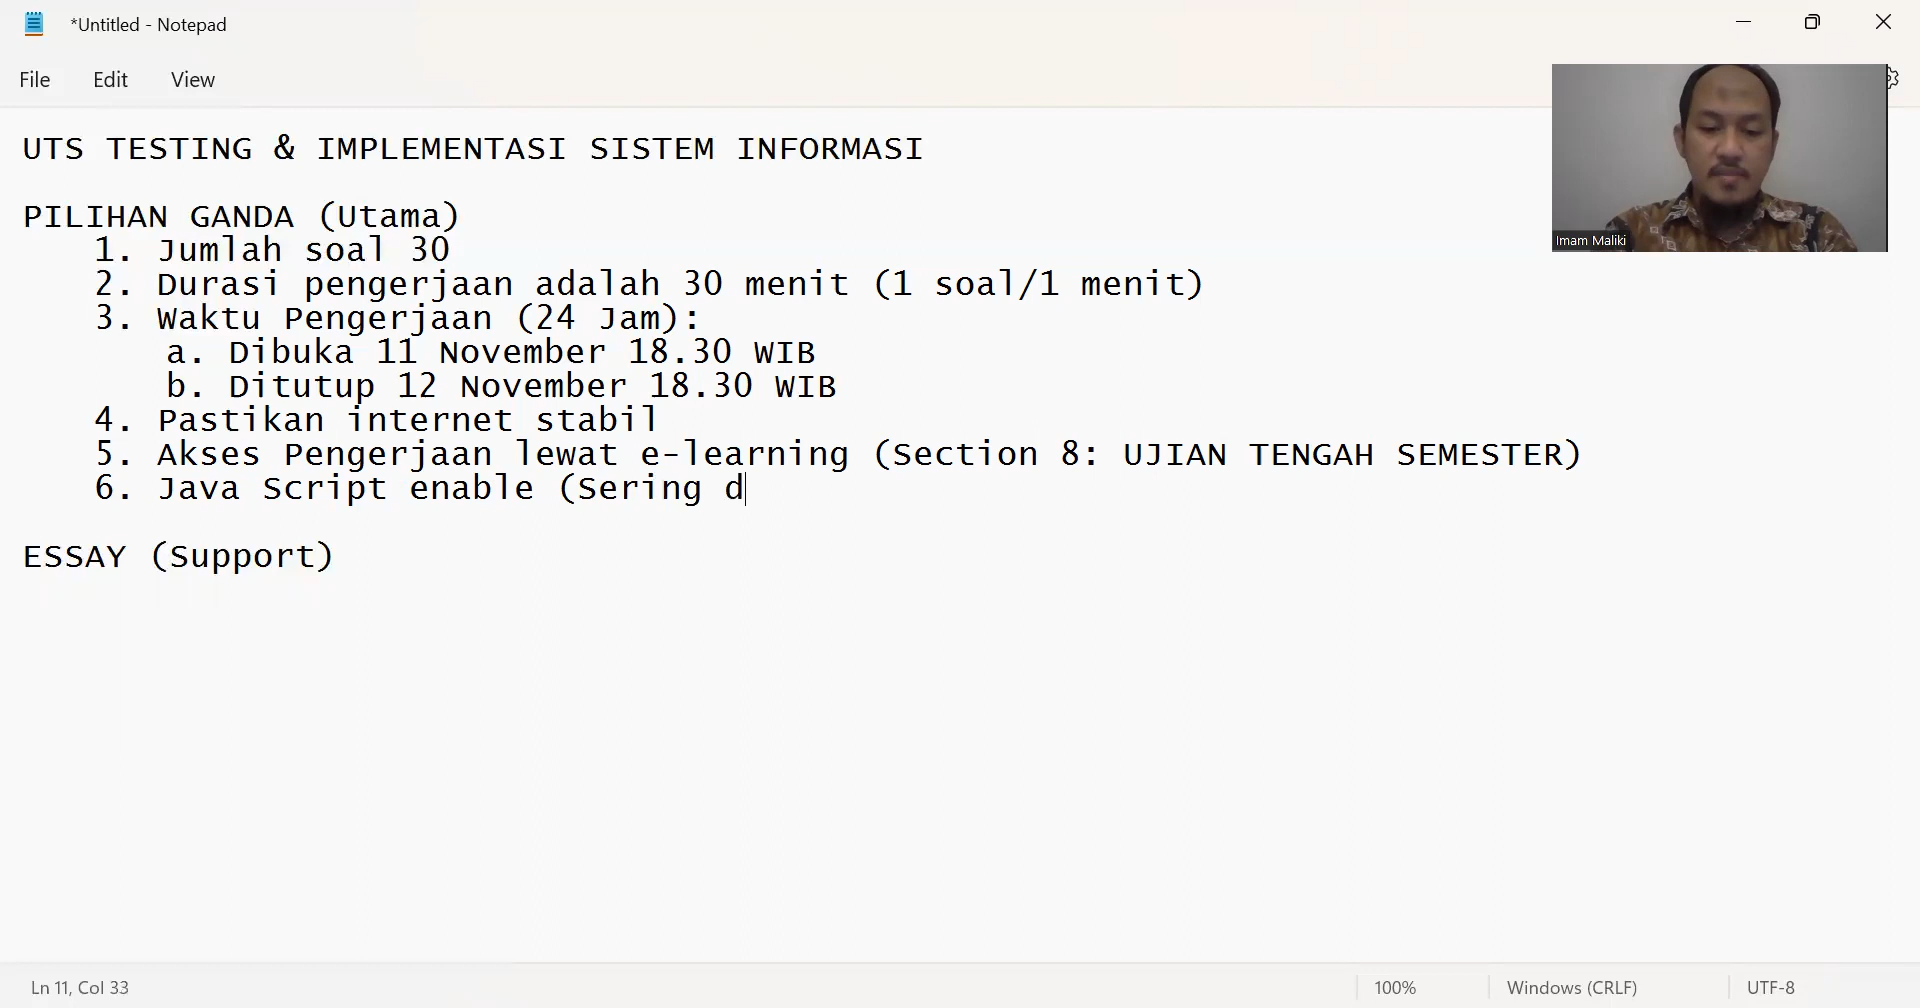 *Untitled - Notepad
File Edit View
Imam Maliki
UTS TESTING & IMPLEMENTASI SISTEM INFORMASI
PILIHAN GANDA (Utama)
1. Jumlah soal 30
2. Durasi pengerjaan adalah 30 menit (1 soal/1 menit)
3. Waktu Pengerjaan (24 Jam):
a. Dibuka 11 November 18.30 WIB
b. Ditutup 12 November 18.30 WIB
4. Pastikan internet stabil
5. Akses Pengerjaan lewat e-learning (Section 8: UJIAN TENGAH SEMESTER)
6. Java Script enable (Sering d
ESSAY (Support)
Ln 11, Col 33 100% Windows (CRLF) UTF-8